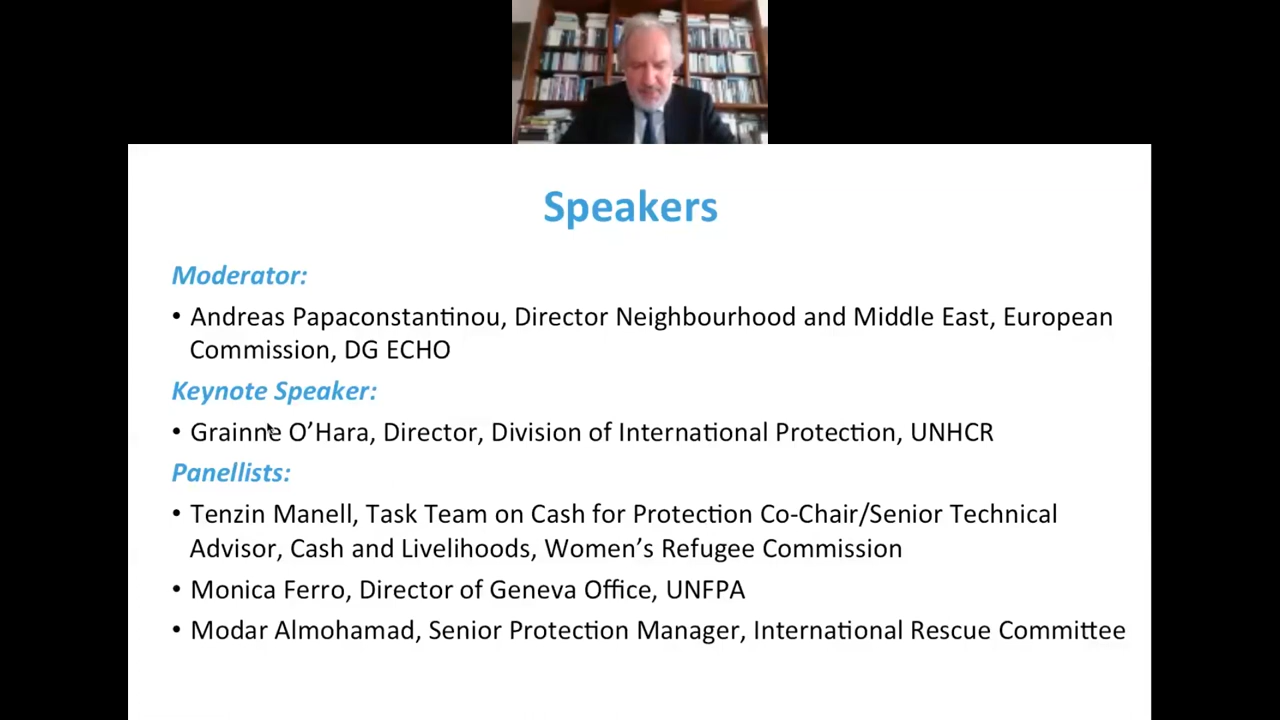 Speakers
Moderator:
• Andreas Papaconstantinou, Director Neighbourhood and Middle East, European
Commission, DG ECHO
Keynote Speaker:
• Grainne O’Hara, Director, Division of International Protection, UNHCR
Panellists:
• Tenzin Manell, Task Team on Cash for Protection Co-Chair/Senior Technical
Advisor, Cash and Livelihoods, Women’s Refugee Commission
• Monica Ferro, Director of Geneva Office, UNFPA
• Modar Almohamad, Senior Protection Manager, International Rescue Committee